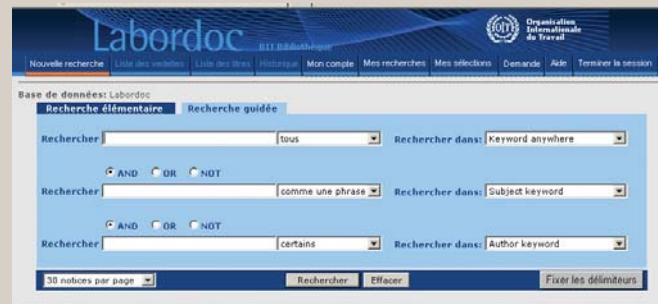 Labordoc
BIT Bibliothèque
Organisation
Internationale
du Travail
Nouvelle recherche Liste des vedettes Liste des titres Historique Mon compte Mes recherches Mes sélections Demande Aide Terminer la session
Base de données: Labordoc
Recherche élémentaire Recherche guidée
Rechercher tous Rechercher dans: Keyword anywhere
AND OR NOT
Rechercher comme une phrase Rechercher dans: Subject keyword
AND OR NOT
Rechercher certains Rechercher dans: Author keyword
30 notices par page Rechercher Effacer Fixer les délimiteurs